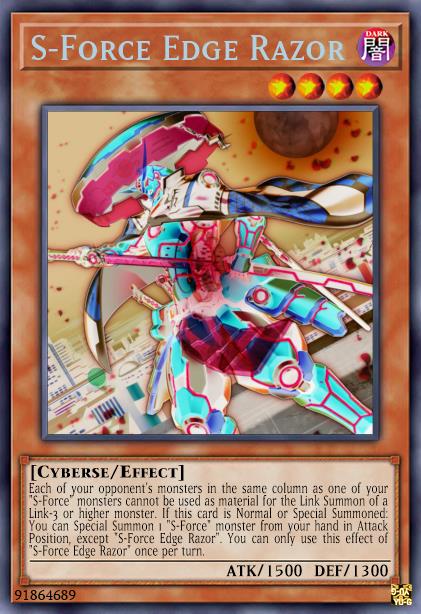 S-Force Edge Razor
DARK
闇
[Cyberse/Effect]
Each of your opponent's monsters in the same column as one of your
"S-Force" monsters cannot be used as material for the Link Summon of a
Link-3 or higher monster. If this card is Normal or Special Summoned:
You can Special Summon 1 "S-Force" monster from your hand in Attack
Position, except "S-Force Edge Razor". You can only use this effect of
"S-Force Edge Razor" once per turn.
ATK/1500 DEF/1300
91864689